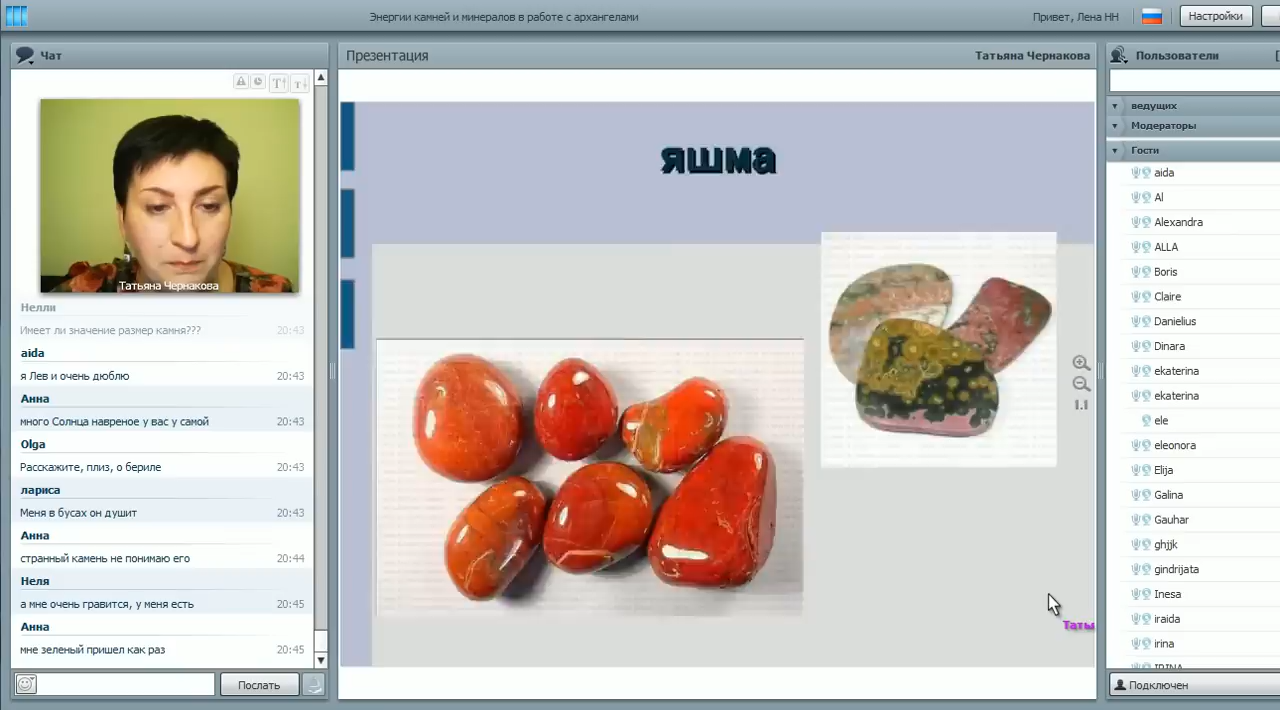 Энергии камней и минералов в работе с архангелами
Привет, Лена НН
Настройки
Чат
Татьяна Чернакова
Нелли
Имеет ли значение размер камня??? 20:43
aida
я Лев и очень дюблю 20:43
Анна
много Солнца навреное у вас у самой 20:43
Olga
Расскажите, плиз, о бериле 20:43
лариса
Меня в бусах он душит 20:43
Анна
странный камень не понимаю его 20:44
Неля
а мне очень гравится, у меня есть 20:45
Анна
мне зеленый пришел как раз 20:45
Послать
Презентация
Татьяна Чернакова
яшма
1.1
Таты
Пользователи
ведущих
Модераторы
Гости
aida
Al
Alexandra
ALLA
Boris
Claire
Danielius
Dinara
ekaterina
ekaterina
ele
eleonora
Elija
Galina
Gauhar
ghjjk
gindrijata
Inesa
iraida
irina
IRINA
Подключен